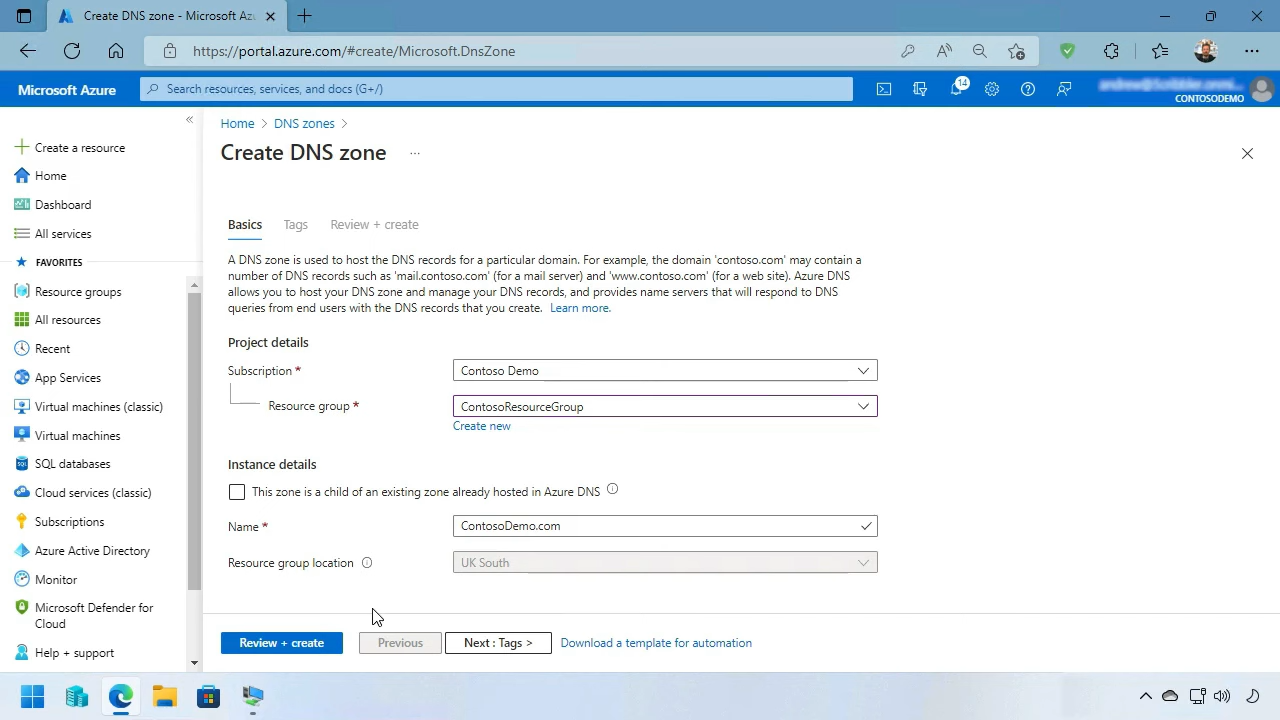 Create DNS zone - Microsoft Az
https://portal.azure.com/#create/Microsoft.DnsZone
Microsoft Azure
Search resources, services, and docs (G+/)
14
CONTOSODEMO
Create a resource
Home
Dashboard
All services
FAVORITES
Resource groups
All resources
Recent
App Services
Virtual machines (classic)
Virtual machines
SQL databases
Cloud services (classic)
Subscriptions
Azure Active Directory
Monitor
Microsoft Defender for
Cloud
Help + support
Home > DNS zones >
Create DNS zone ...
Basics Tags Review + create
A DNS zone is used to host the DNS records for a particular domain. For example, the domain 'contoso.com' may contain a
number of DNS records such as 'mail.contoso.com' (for a mail server) and 'www.contoso.com' (for a web site). Azure DNS
allows you to host your DNS zone and manage your DNS records, and provides name servers that will respond to DNS
queries from end users with the DNS records that you create. Learn more.
Project details
Subscription * Contoso Demo
Resource group * ContosoResourceGroup
Create new
Instance details
This zone is a child of an existing zone already hosted in Azure DNS
Name * ContosoDemo.com
Resource group location UK South
Review + create Previous Next : Tags > Download a template for automation